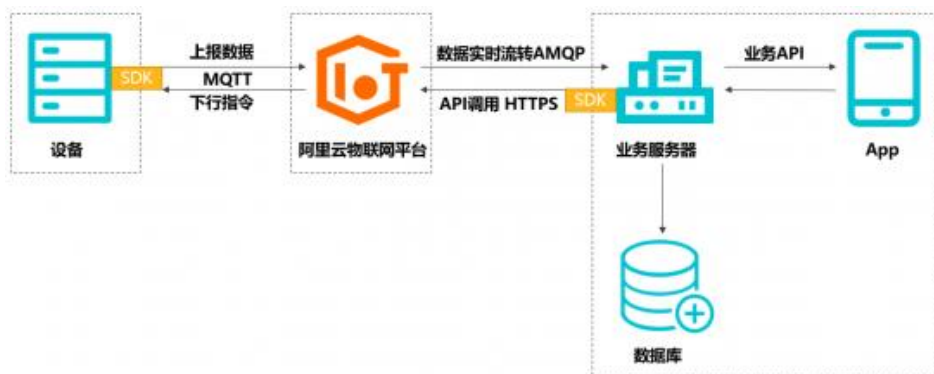 上报数据
SDK
MQTT
下行指令
设备
IoT
阿里云物联网平台
数据实时流转AMQP
API调用 HTTPS
SDK
业务服务器
业务API
App
数据库